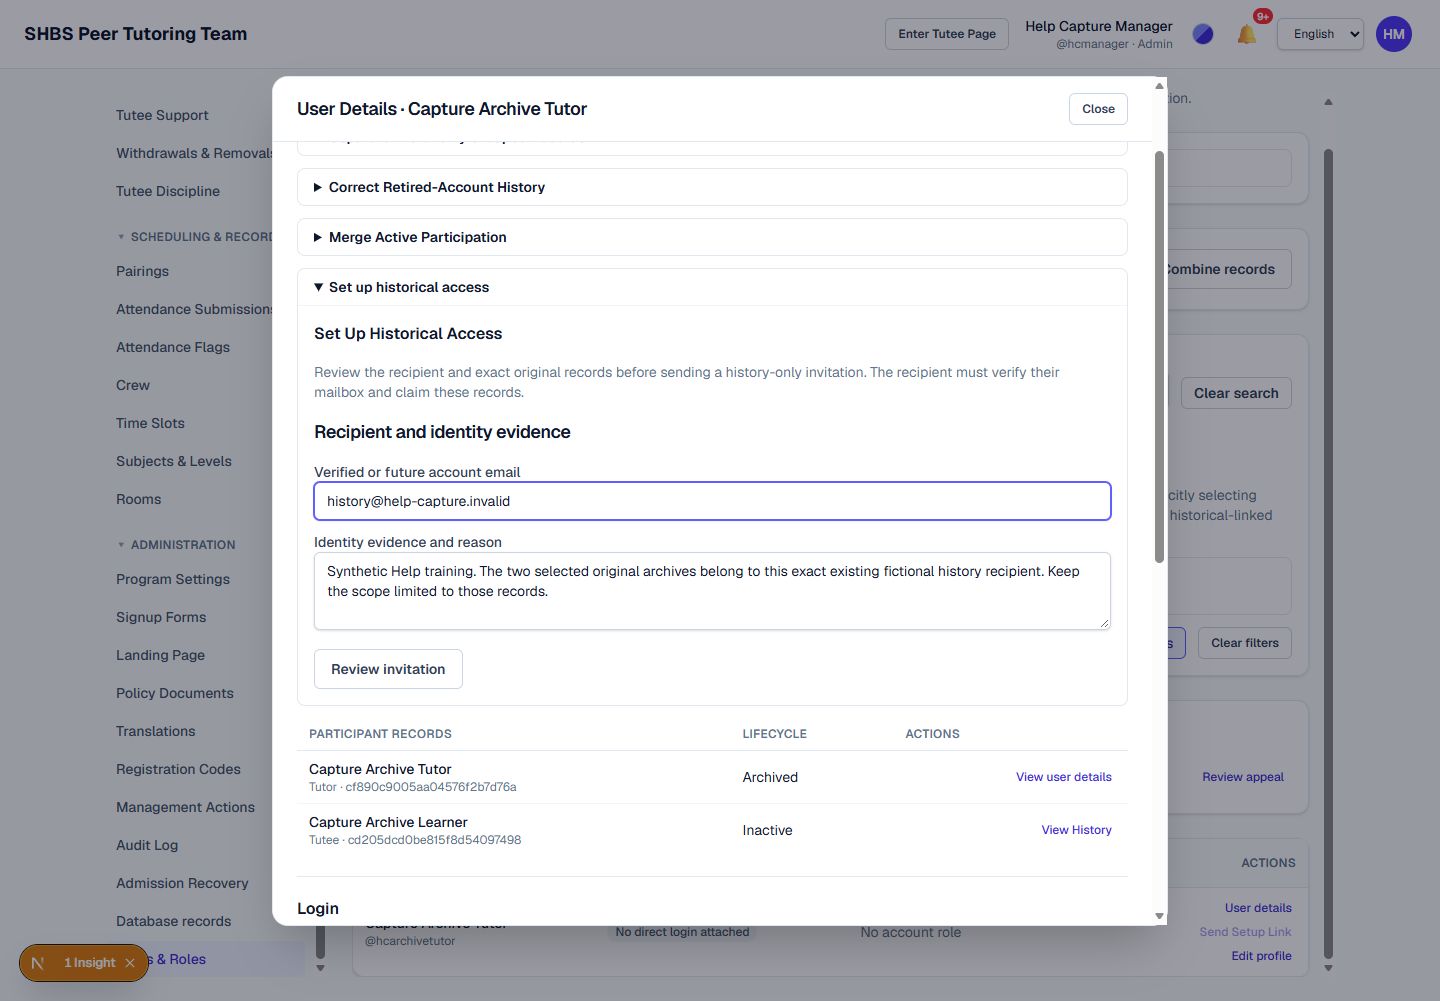 SHBS Peer Tutoring Team
Enter Tutee Page
Help Capture Manager
@hcmanager · Admin
9+
English
HM
Tutee Support
Withdrawals & Removals
Tutee Discipline
SCHEDULING & RECORD
Pairings
Attendance Submissions
Attendance Flags
Crew
Time Slots
Subjects & Levels
Rooms
ADMINISTRATION
Program Settings
Signup Forms
Landing Page
Policy Documents
Translations
Registration Codes
Management Actions
Audit Log
Admission Recovery
Database records
s & Roles
1 Insight
User Details · Capture Archive Tutor
Close
Correct Retired-Account History
Merge Active Participation
Set up historical access
Set Up Historical Access
Review the recipient and exact original records before sending a history-only invitation. The recipient must verify their
mailbox and claim these records.
Recipient and identity evidence
Verified or future account email
history@help-capture.invalid
Identity evidence and reason
Synthetic Help training. The two selected original archives belong to this exact existing fictional history recipient. Keep
the scope limited to those records.
Review invitation
PARTICIPANT RECORDS LIFECYCLE ACTIONS
Capture Archive Tutor
Tutor · cf890c9005aa04576f2b7d76a
Archived
View user details
Capture Archive Learner
Tutee · cd205dcd0be815f8d54097498
Inactive
View History
Login
tion.
Combine records
Clear search
citly selecting
historical-linked
s
Clear filters
Review appeal
ACTIONS
@hcarchivetutor
No direct login attached
No account role
User details
Send Setup Link
Edit profile